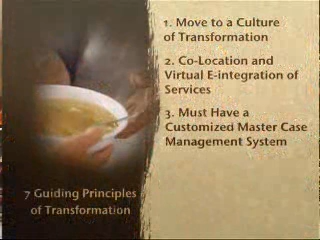 1. Move to a Culture
of Transformation
2. Co-Location and
Virtual E-integration of
Services
3. Must Have a
Customized Master Case
Management System
7 Guiding Principles
of Transformation